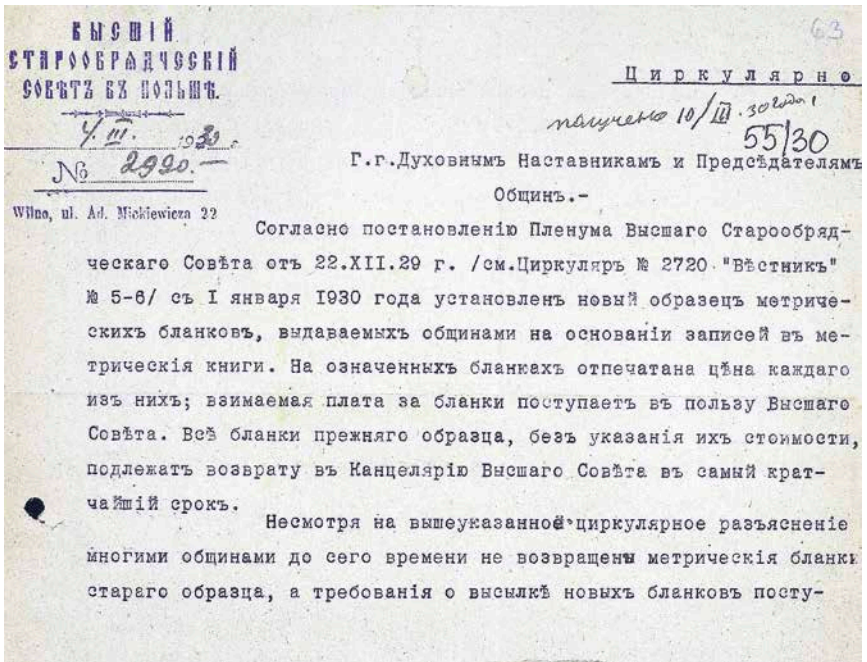 63
ВЫСШІЙ
СТАРООБРЯДЧЕСКІЙ
СОВѢТЪ ВЪ ПОЛЬШѢ.
Циркулярно
получено 10/III. 30 года
4. III. 1930 г.
55/30
№ 2990.—
Г.г.Духовнымъ Наставникамъ и Предсѣдателямъ
Общинъ.-
Wilno, ul. Ad. Mickiewicza 22
Согласно постановленію Пленума Высшаго Старообряд-
ческаго Совѣта отъ 22.XII.29 г. /см.Циркуляръ № 2720 "Вѣстникъ"
№ 5-6/ съ I января I930 года установленъ новый образецъ метриче-
скихъ бланковъ, выдаваемыхъ общинами на основаніи записей въ ме-
трическія книги. На означенныхъ бланкахъ отпечатана цѣна каждаго
изъ нихъ; взимаемая плата за бланки поступаетъ въ пользу Высшаго
Совѣта. Всѣ бланки прежняго образца, безъ указанія ихъ стоимости,
подлежатъ возврату въ Канцелярію Высшаго Совѣта въ самый крат-
чайшій срокъ.
Несмотря на вышеуказанное циркулярное разъясненіе
многими общинами до сего времени не возвращены метрическія бланки
стараго образца, а требованія о высылкѣ новыхъ бланковъ посту-